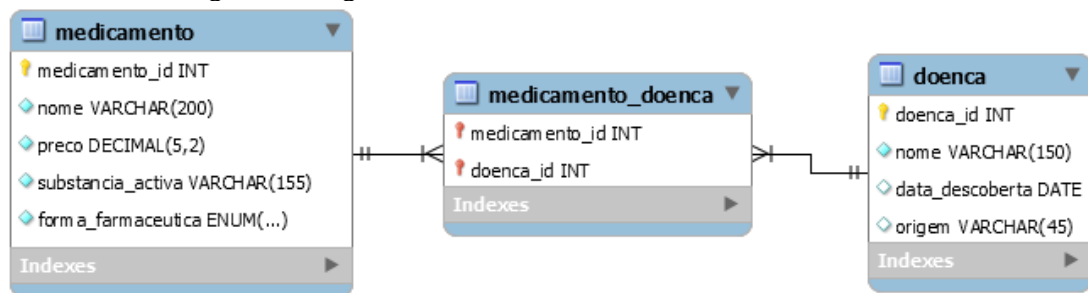 medicamento
medicamento_id INT
nome VARCHAR(200)
preco DECIMAL(5,2)
substancia_activa VARCHAR(155)
forma_farmaceutica ENUM(...)
Indexes
medicamento_doenca
medicamento_id INT
doenca_id INT
Indexes
doenca
doenca_id INT
nome VARCHAR(150)
data_descoberta DATE
origem VARCHAR(45)
Indexes